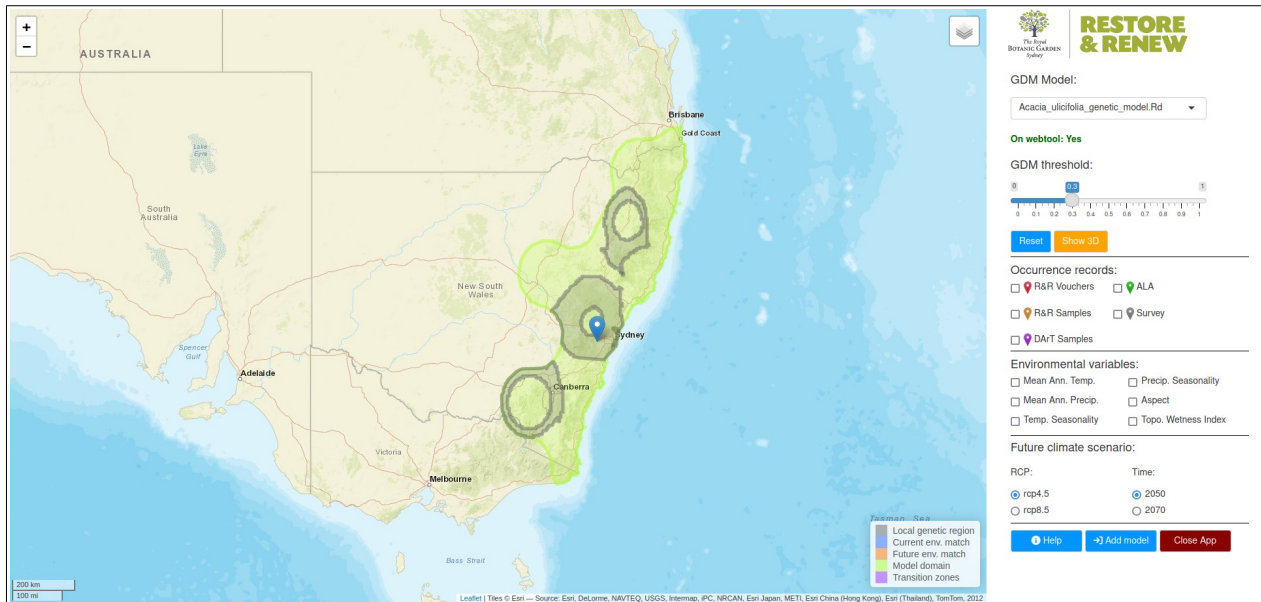 +
−
AUSTRALIA
Lake
Eyre
South
Australia
Spencer
Gulf
Adelaide
New South
Wales
Victoria
Melbourne
Bass Strait
Brisbane
Gold Coast
Sydney
Canberra
Tasman Sea
Local genetic region
Current env. match
Future env. match
Model domain
Transition zones
200 km
100 mi
Leaflet | Tiles © Esri — Source: Esri, DeLorme, NAVTEQ, USGS, Intermap, iPC, NRCAN, Esri Japan, METI, Esri China (Hong Kong), Esri (Thailand), TomTom, 2012
The Royal
BOTANIC GARDEN
Sydney
RESTORE
& RENEW
GDM Model:
Acacia_ulicifolia_genetic_model.Rd
On webtool: Yes
GDM threshold:
0 0.3 1
0 0.1 0.2 0.3 0.4 0.5 0.6 0.7 0.8 0.9 1
Reset Show 3D
Occurrence records:
R&R Vouchers ALA
R&R Samples Survey
DArT Samples
Environmental variables:
Mean Ann. Temp. Precip. Seasonality
Mean Ann. Precip. Aspect
Temp. Seasonality Topo. Wetness Index
Future climate scenario:
RCP: Time:
rcp4.5 2050
rcp8.5 2070
Help Add model Close App